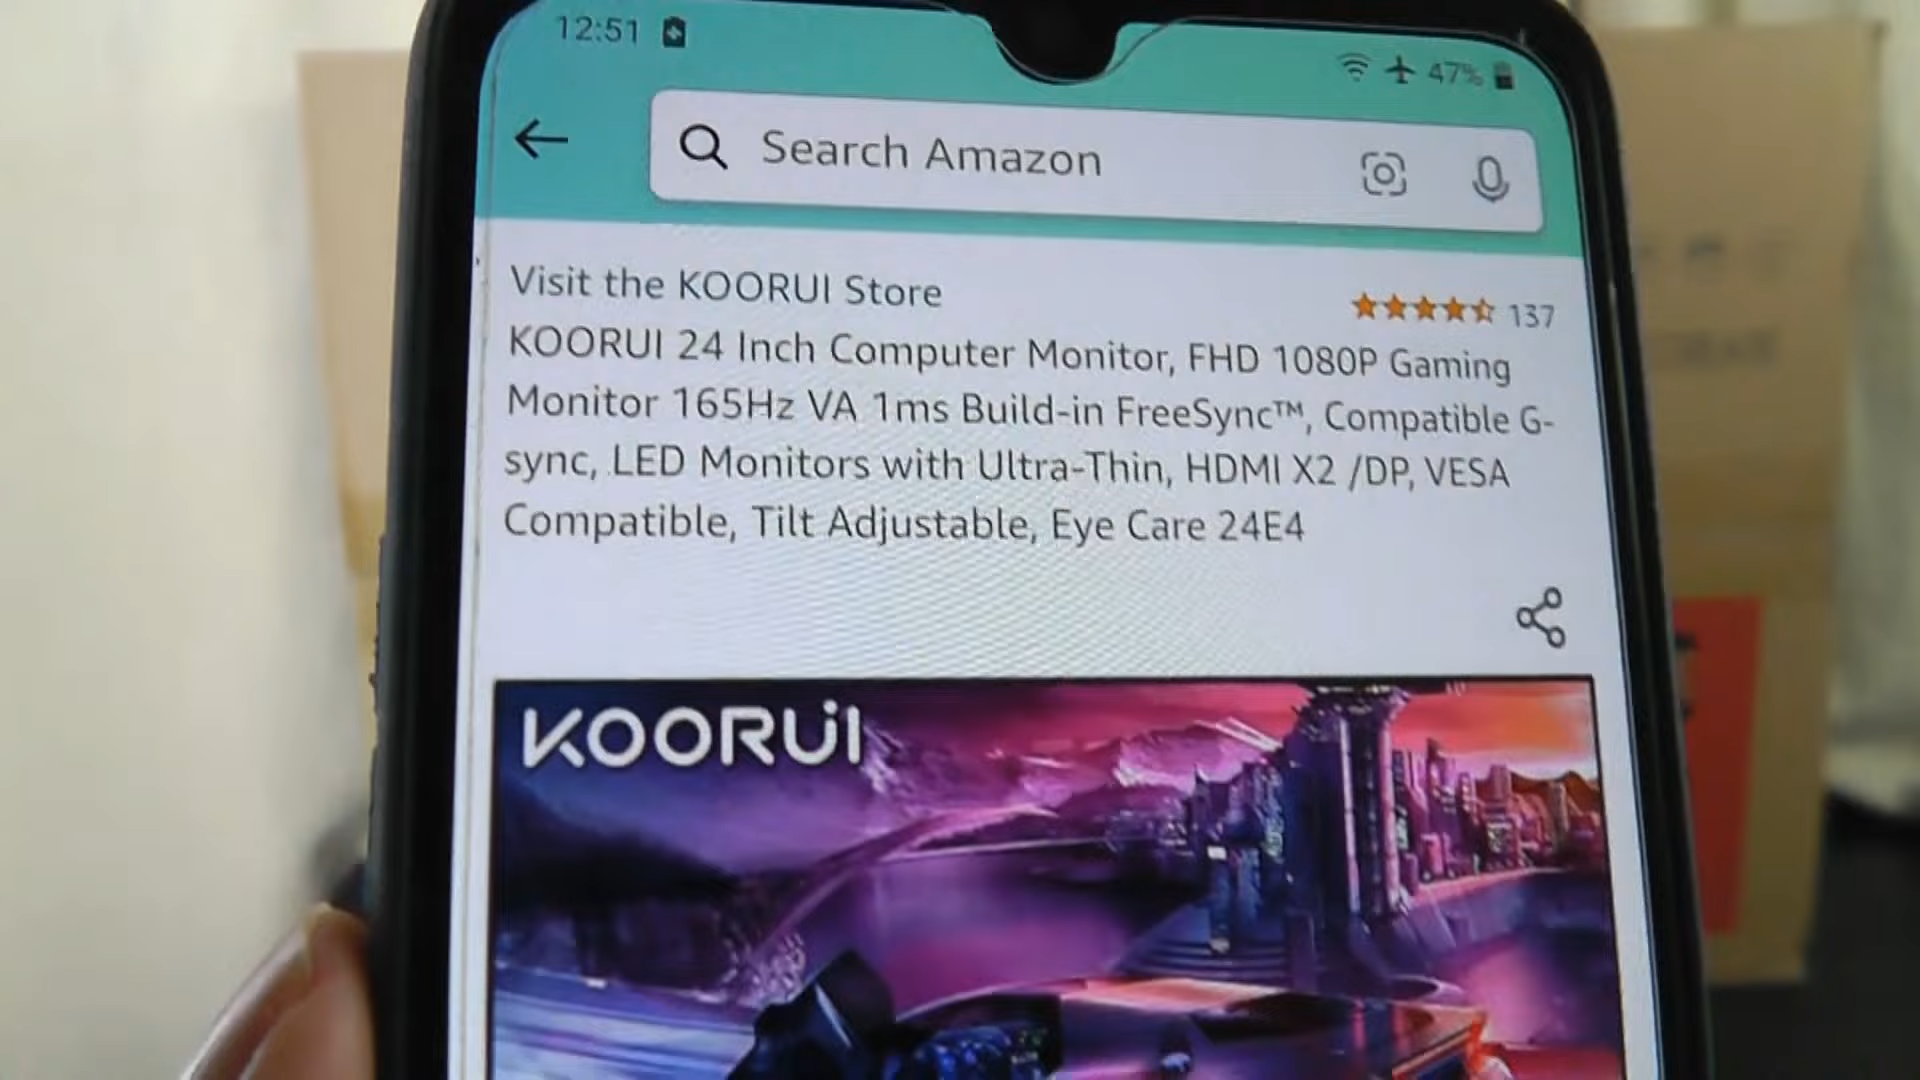 12:51
47%
Search Amazon
Visit the KOORUI Store
137
KOORUI 24 Inch Computer Monitor, FHD 1080P Gaming
Monitor 165Hz VA 1ms Build-in FreeSync™, Compatible G-
sync, LED Monitors with Ultra-Thin, HDMI X2 /DP, VESA
Compatible, Tilt Adjustable, Eye Care 24E4
KOORUI